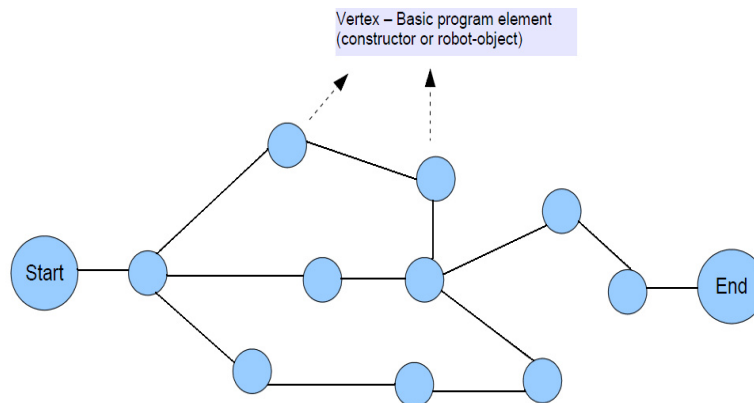 Vertex – Basic program element
(constructor or robot-object)
Start
End